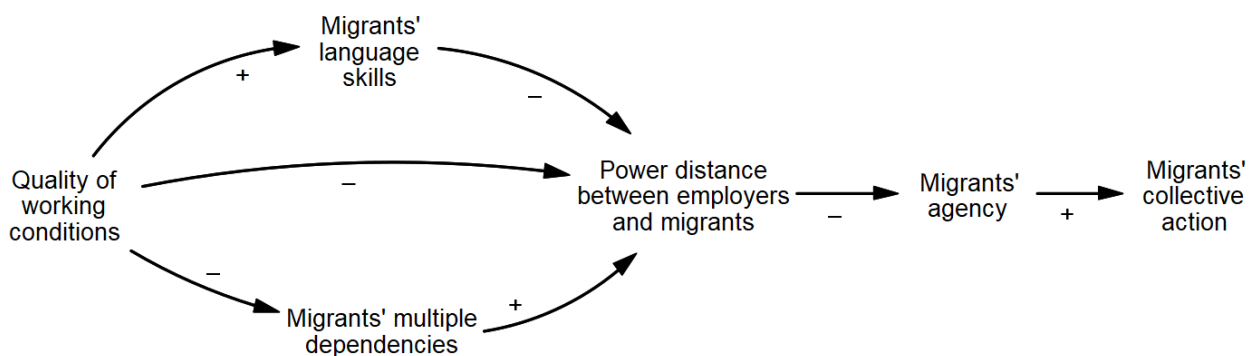 Migrants'
language
skills
+
–
Quality of
working
conditions
–
Power distance
between employers
and migrants
–
Migrants'
agency
+
Migrants'
collective
action
–
Migrants' multiple
dependencies
+